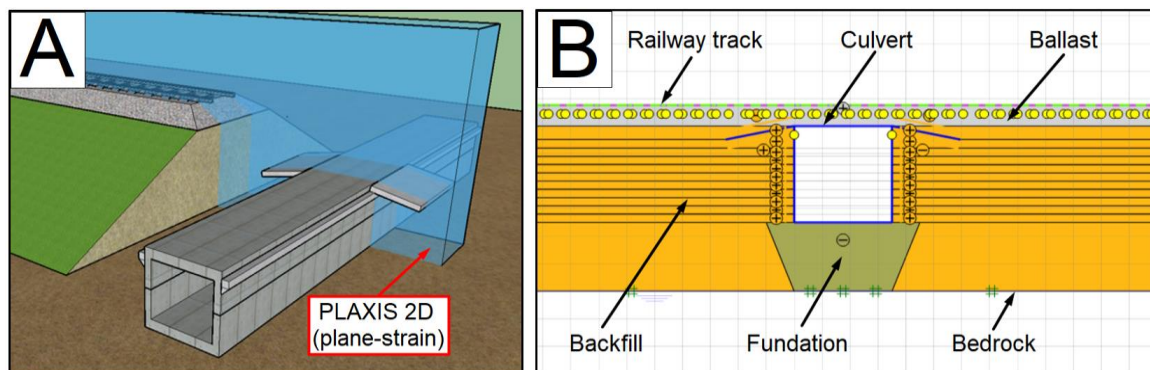 A
PLAXIS 2D
(plane-strain)
B
Railway track
Culvert
Ballast
Backfill
Fundation
Bedrock